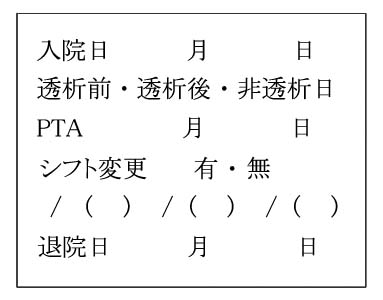 入院日　　　月　　　日
透析前・透析後・非透析日
PTA　　　　月　　　日
シフト変更　　有・無
/（　）/（　）/（　）
退院日　　　月　　　日